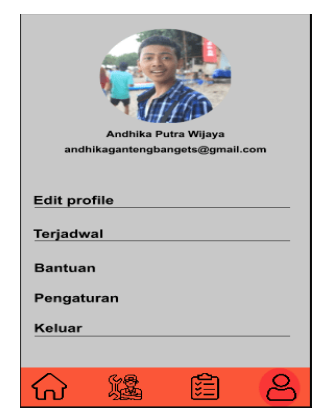 Andhika Putra Wijaya
andhikagantengbangets@gmail.com
Edit profile
Terjadwal
Bantuan
Pengaturan
Keluar